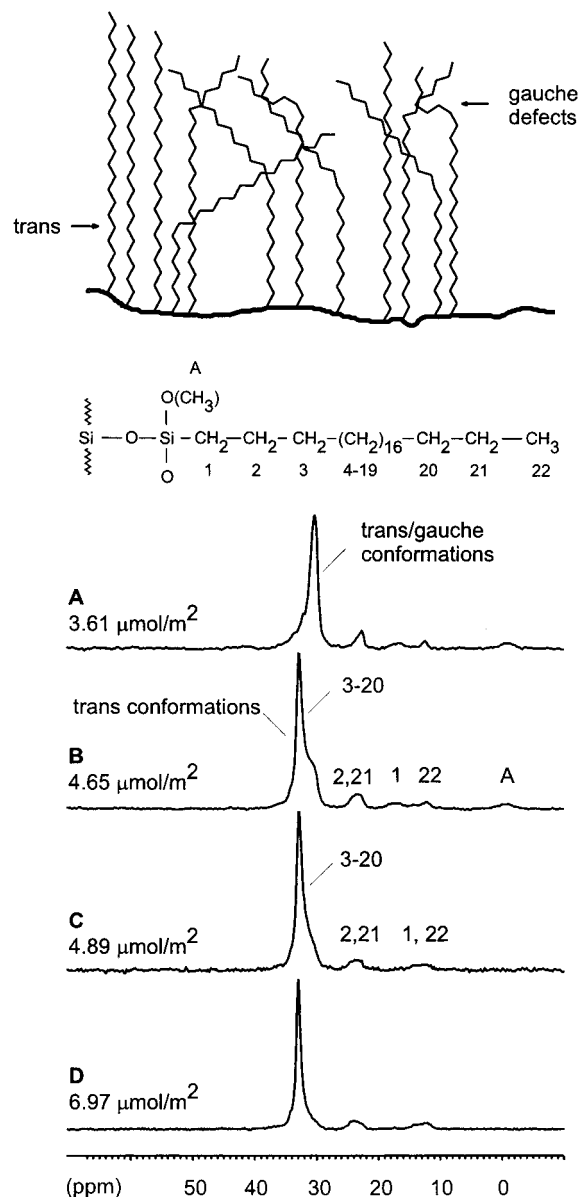 gauche
defects
trans
A
O(CH₃)
Si—O—Si—CH₂—CH₂—CH₂—(CH₂)₁₆—CH₂—CH₂—CH₃
O
1 2 3 4-19 20 21 22
trans/gauche
conformations
A
3.61 μmol/m²
3-20
trans conformations
B
4.65 μmol/m²
2,21 1 22 A
3-20
C
4.89 μmol/m²
2,21 1, 22
D
6.97 μmol/m²
(ppm) 50 40 30 20 10 0